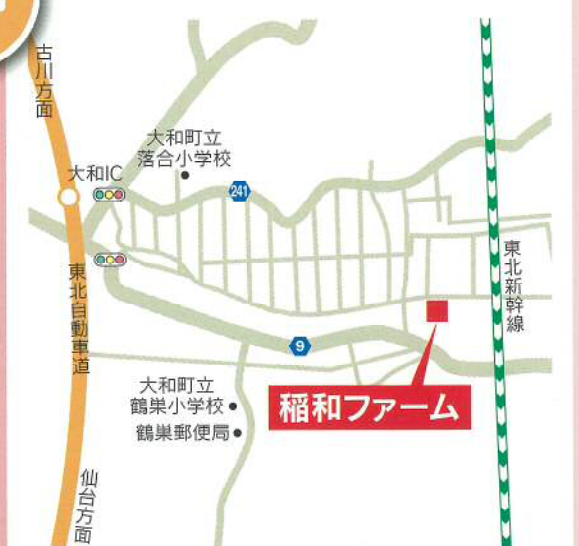 古川方面
大和町立
落合小学校
大和IC
241
東北自動車道
東北新幹線
9
大和町立
鶴巣小学校
鶴巣郵便局
稲和ファーム
仙台方面